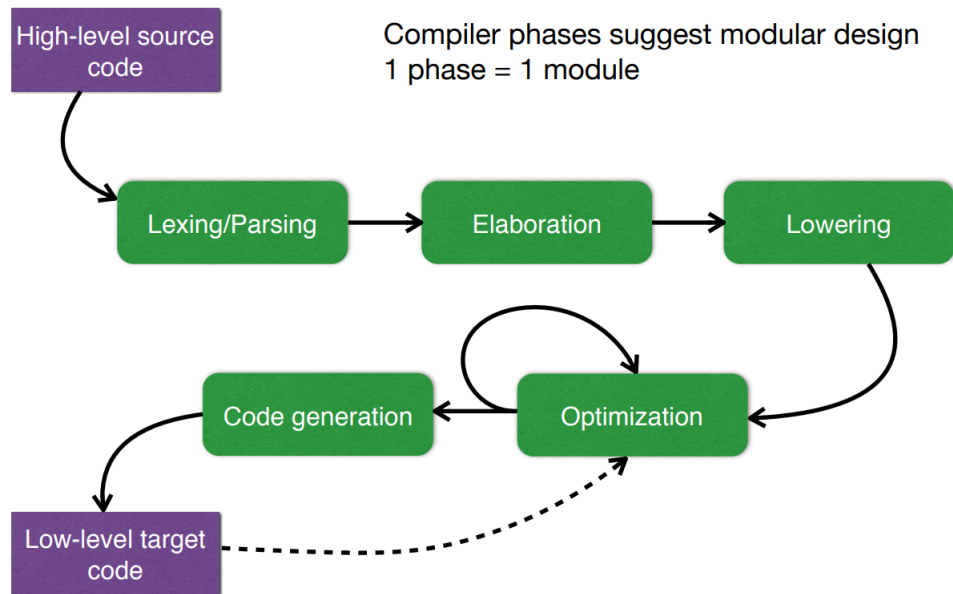 High-level source
code
Compiler phases suggest modular design
1 phase = 1 module
Lexing/Parsing
Elaboration
Lowering
Code generation
Optimization
Low-level target
code